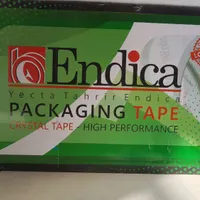 Endica
Yecta Tahrir Endica
PACKAGING TAPE
CRYSTAL TAPE - HIGH PERFORMANCE